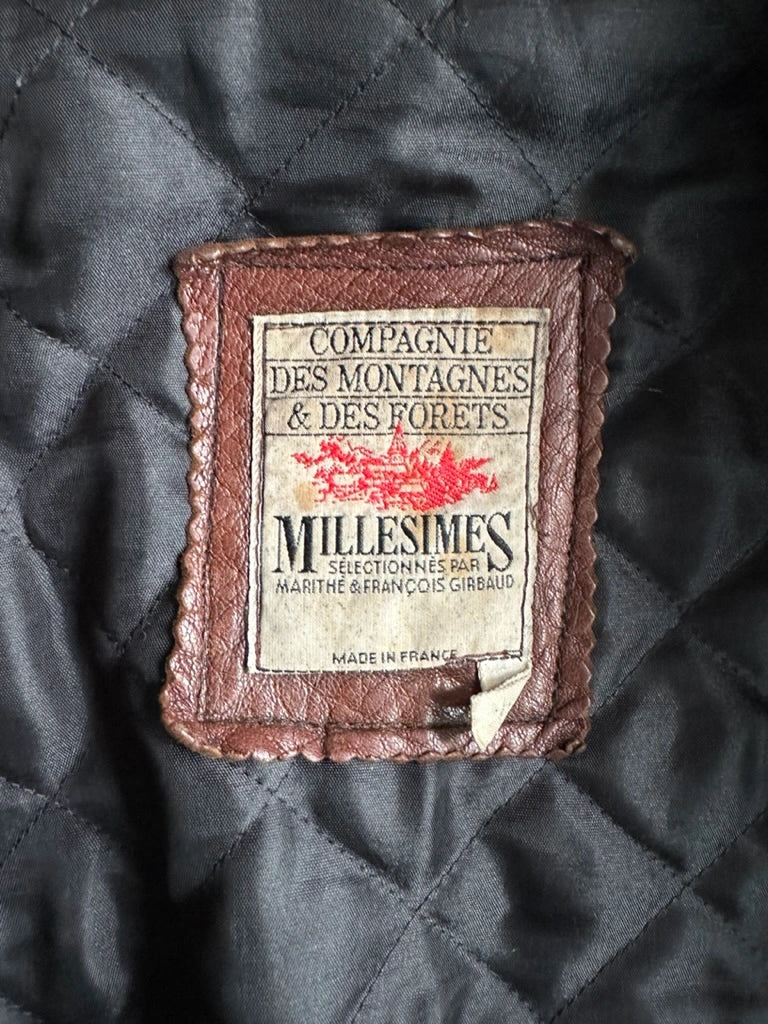 COMPAGNIE
DES MONTAGNES
& DES FORETS
MILLESIMES
SÉLECTIONNÉS PAR
MARITHÉ & FRANÇOIS GIRBAUD
MADE IN FRANCE